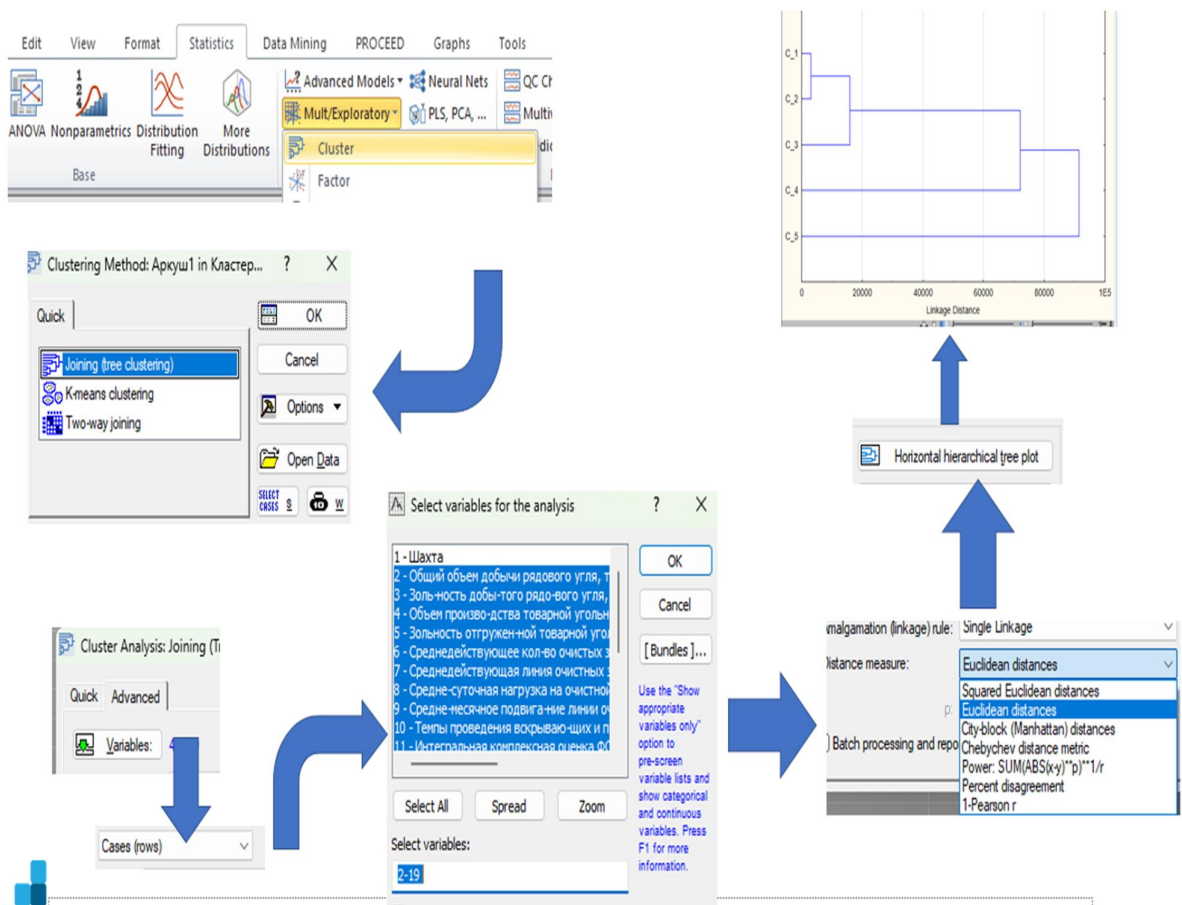 Edit View Format Statistics Data Mining PROCEED Graphs Tools
1
2
4
ANOVA Nonparametrics Distribution Fitting More Distributions
Base
Advanced Models Neural Nets QC Ch
Mult/Exploratory PLS, PCA, ... Multiv
Cluster
Factor
C_1
C_2
C_3
C_4
C_5
0 20000 40000 60000 80000 1E5
Linkage Distance
Clustering Method: Аркуш1 in Кластер... ? X
Quick
OK
Joining (tree clustering)
Cancel
K-means clustering
Options
Two-way joining
Open Data
SELECT CASES S W
Horizontal hierarchical tree plot
Select variables for the analysis ? X
1 - Шахта
2 - Общий объем добычи рядового угля, т
3 - Золь-ность добы-того рядо-вого угля,
4 - Объем произво-дства товарной угольн
5 - Зольность отгружен-ной товарной угол
6 - Среднедействующее кол-во очистых з
7 - Среднедействующая линия очистных з
8 - Средне-суточная нагрузка на очистной
9 - Средне-месячное подвига-ние линии оч
10 - Темпы проведения вскрываю-щих и п
11 - Интегральная комплексная оценка ФС
OK
Cancel
[ Bundles ]...
Use the "Show
appropriate
variables only"
option to
pre-screen
variable lists and
show categorical
and continuous
variables. Press
F1 for more
information.
Select All Spread Zoom
Select variables:
2-19
Cluster Analysis: Joining (Tr
Quick Advanced
Variables:
Cases (rows)
malgamation (linkage) rule: Single Linkage
Distance measure: Euclidean distances
Squared Euclidean distances
p: Euclidean distances
City-block (Manhattan) distances
) Batch processing and repo
Chebychev distance metric
Power: SUM(ABS(x-y)**p)**1/r
Percent disagreement
1-Pearson r